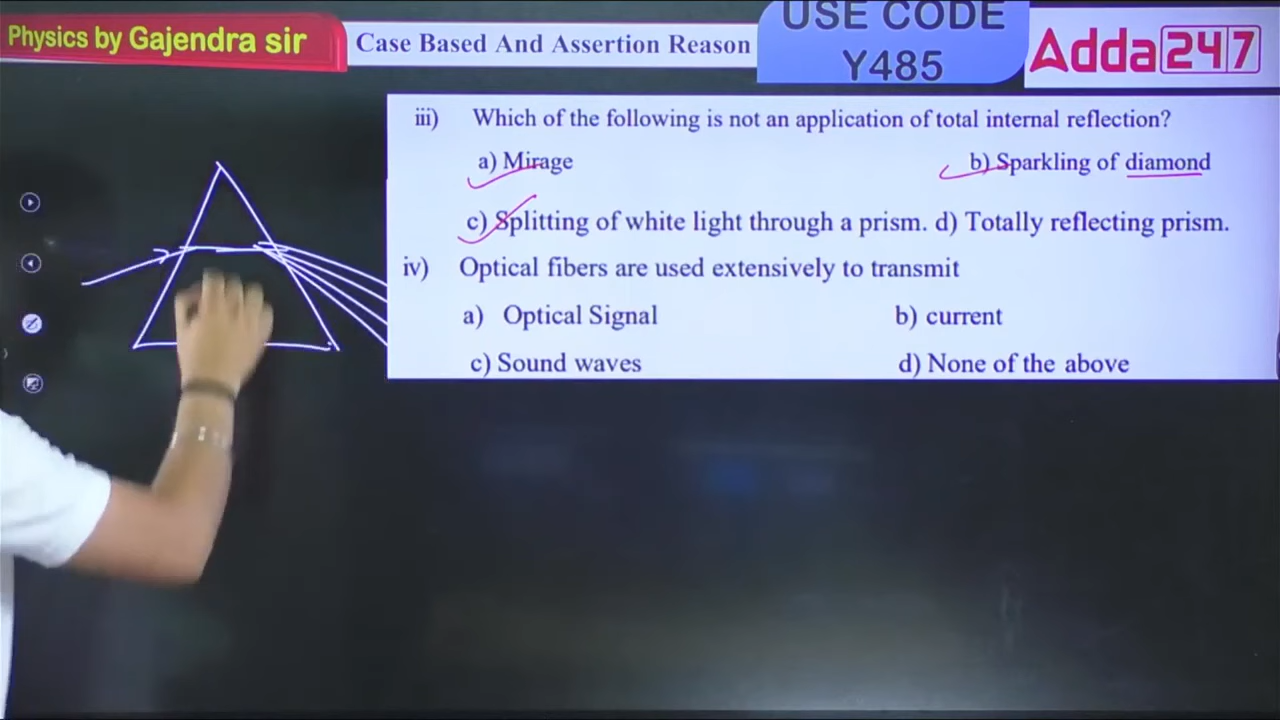 Physics by Gajendra sir
Case Based And Assertion Reason
USE CODE
Y485
Adda247
iii) Which of the following is not an application of total internal reflection?
a) Mirage b) Sparkling of diamond
c) Splitting of white light through a prism. d) Totally reflecting prism.
iv) Optical fibers are used extensively to transmit
a) Optical Signal b) current
c) Sound waves d) None of the above